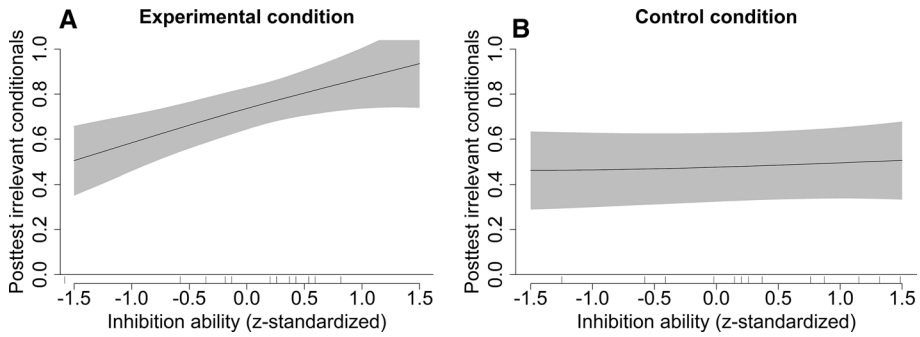 A Experimental condition
Posttest irrelevant conditionals
1.0
0.8
0.6
0.4
0.2
0.0
-1.5 -1.0 -0.5 0.0 0.5 1.0 1.5
Inhibition ability (z-standardized)
B Control condition
Posttest irrelevant conditionals
1.0
0.8
0.6
0.4
0.2
0.0
-1.5 -1.0 -0.5 0.0 0.5 1.0 1.5
Inhibition ability (z-standardized)